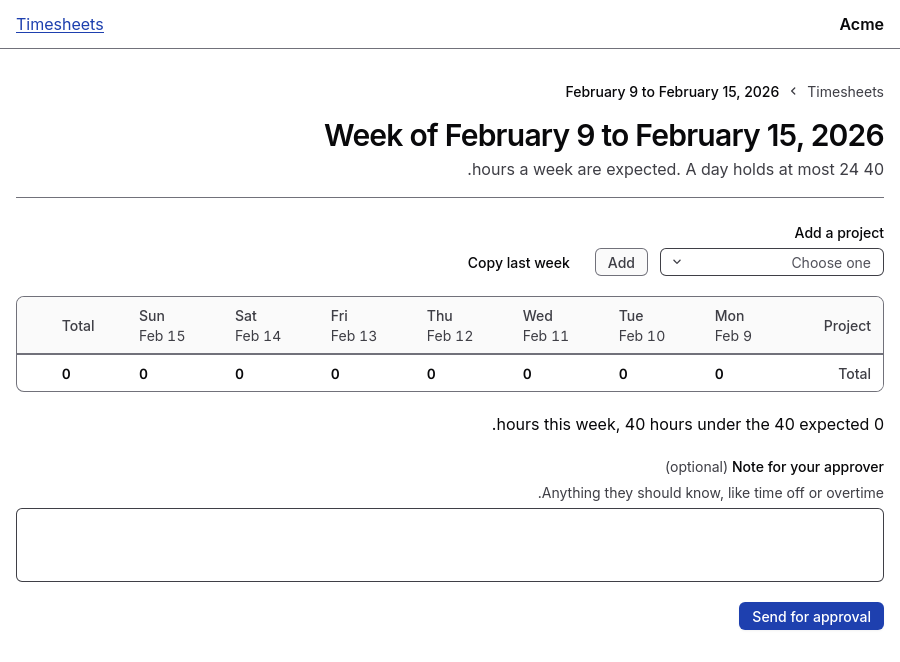 Acme
Timesheets
Timesheets
February 9 to February 15, 2026
Week of February 9 to February 15, 2026
.hours a week are expected. A day holds at most 24 40
Add a project
Choose one
Add
Copy last week
Project
Mon
Feb 9
Tue
Feb 10
Wed
Feb 11
Thu
Feb 12
Fri
Feb 13
Sat
Feb 14
Sun
Feb 15
Total
Total 0 0 0 0 0 0 0 0
.hours this week, 40 hours under the 40 expected 0
Note for your approver (optional)
.Anything they should know, like time off or overtime
Send for approval